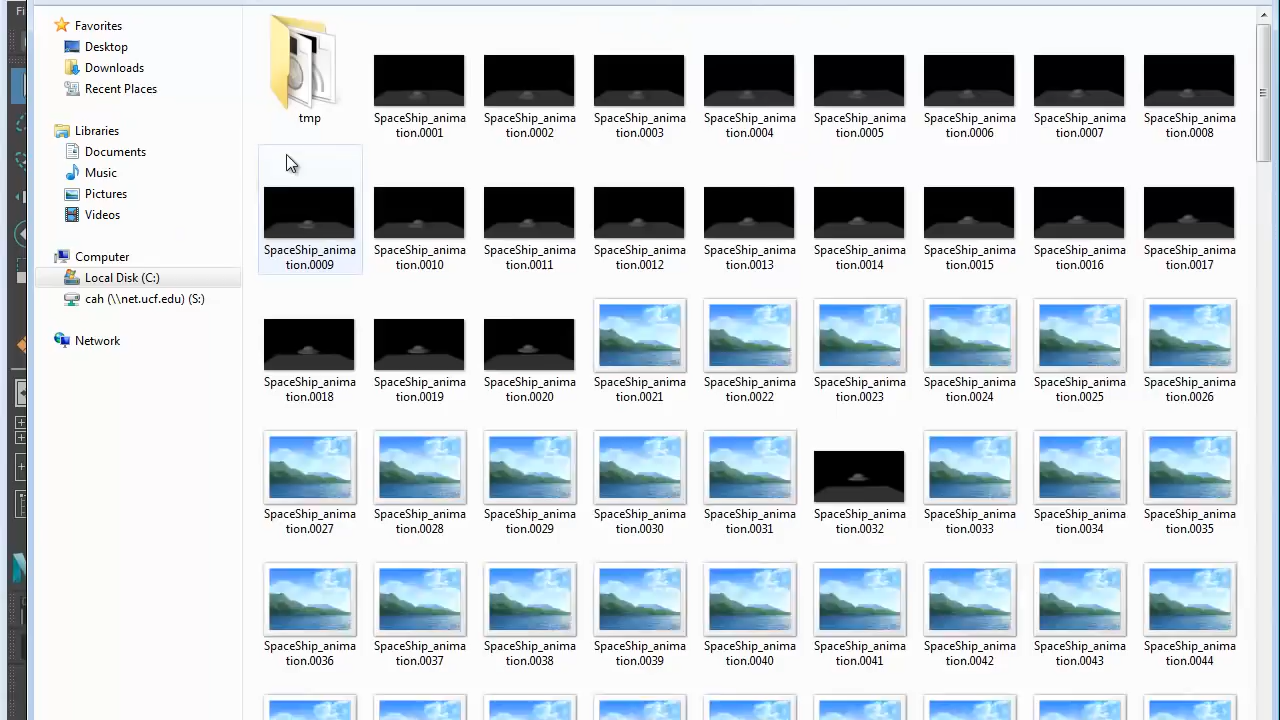 Fi
Favorites
Desktop
Downloads
Recent Places
Libraries
Documents
Music
Pictures
Videos
Computer
Local Disk (C:)
cah (\\net.ucf.edu) (S:)
Network
tmp
SpaceShip_anima
tion.0001
SpaceShip_anima
tion.0002
SpaceShip_anima
tion.0003
SpaceShip_anima
tion.0004
SpaceShip_anima
tion.0005
SpaceShip_anima
tion.0006
SpaceShip_anima
tion.0007
SpaceShip_anima
tion.0008
SpaceShip_anima
tion.0009
SpaceShip_anima
tion.0010
SpaceShip_anima
tion.0011
SpaceShip_anima
tion.0012
SpaceShip_anima
tion.0013
SpaceShip_anima
tion.0014
SpaceShip_anima
tion.0015
SpaceShip_anima
tion.0016
SpaceShip_anima
tion.0017
SpaceShip_anima
tion.0018
SpaceShip_anima
tion.0019
SpaceShip_anima
tion.0020
SpaceShip_anima
tion.0021
SpaceShip_anima
tion.0022
SpaceShip_anima
tion.0023
SpaceShip_anima
tion.0024
SpaceShip_anima
tion.0025
SpaceShip_anima
tion.0026
SpaceShip_anima
tion.0027
SpaceShip_anima
tion.0028
SpaceShip_anima
tion.0029
SpaceShip_anima
tion.0030
SpaceShip_anima
tion.0031
SpaceShip_anima
tion.0032
SpaceShip_anima
tion.0033
SpaceShip_anima
tion.0034
SpaceShip_anima
tion.0035
SpaceShip_anima
tion.0036
SpaceShip_anima
tion.0037
SpaceShip_anima
tion.0038
SpaceShip_anima
tion.0039
SpaceShip_anima
tion.0040
SpaceShip_anima
tion.0041
SpaceShip_anima
tion.0042
SpaceShip_anima
tion.0043
SpaceShip_anima
tion.0044